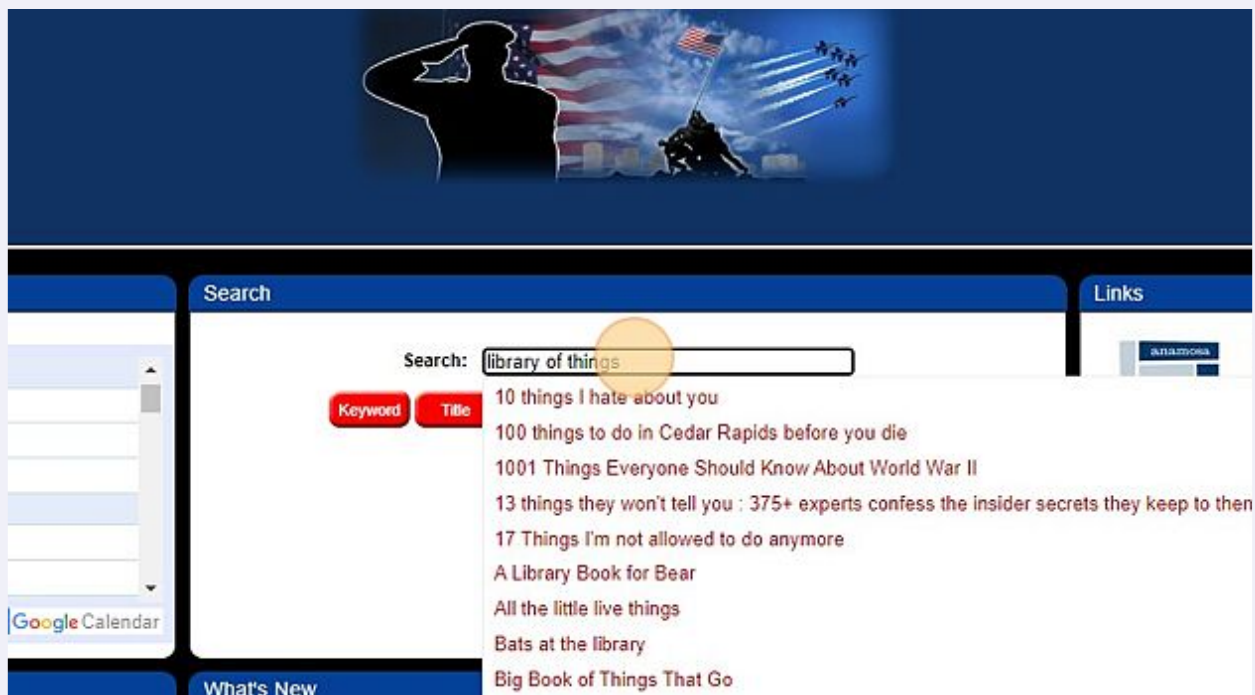 Search
Links
Search: library of things
anamosa
Keyword Title
10 things I hate about you
100 things to do in Cedar Rapids before you die
1001 Things Everyone Should Know About World War II
13 things they won't tell you : 375+ experts confess the insider secrets they keep to then
17 Things I'm not allowed to do anymore
A Library Book for Bear
All the little live things
Google Calendar
Bats at the library
Big Book of Things That Go
What's New